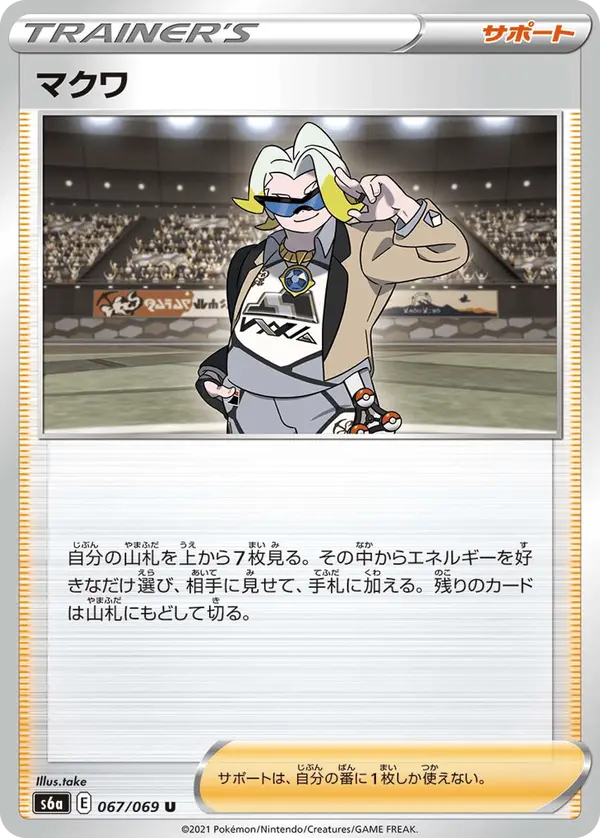 TRAINER'S
サポート
マクワ
自分の山札を上から7枚見る。その中からエネルギーを好
きなだけ選び、相手に見せて、手札に加える。残りのカード
は山札にもどして切る。
Illus.take
サポートは、自分の番に1枚しか使えない。
s6a E 067/069 U
©2021 Pokémon/Nintendo/Creatures/GAME FREAK.